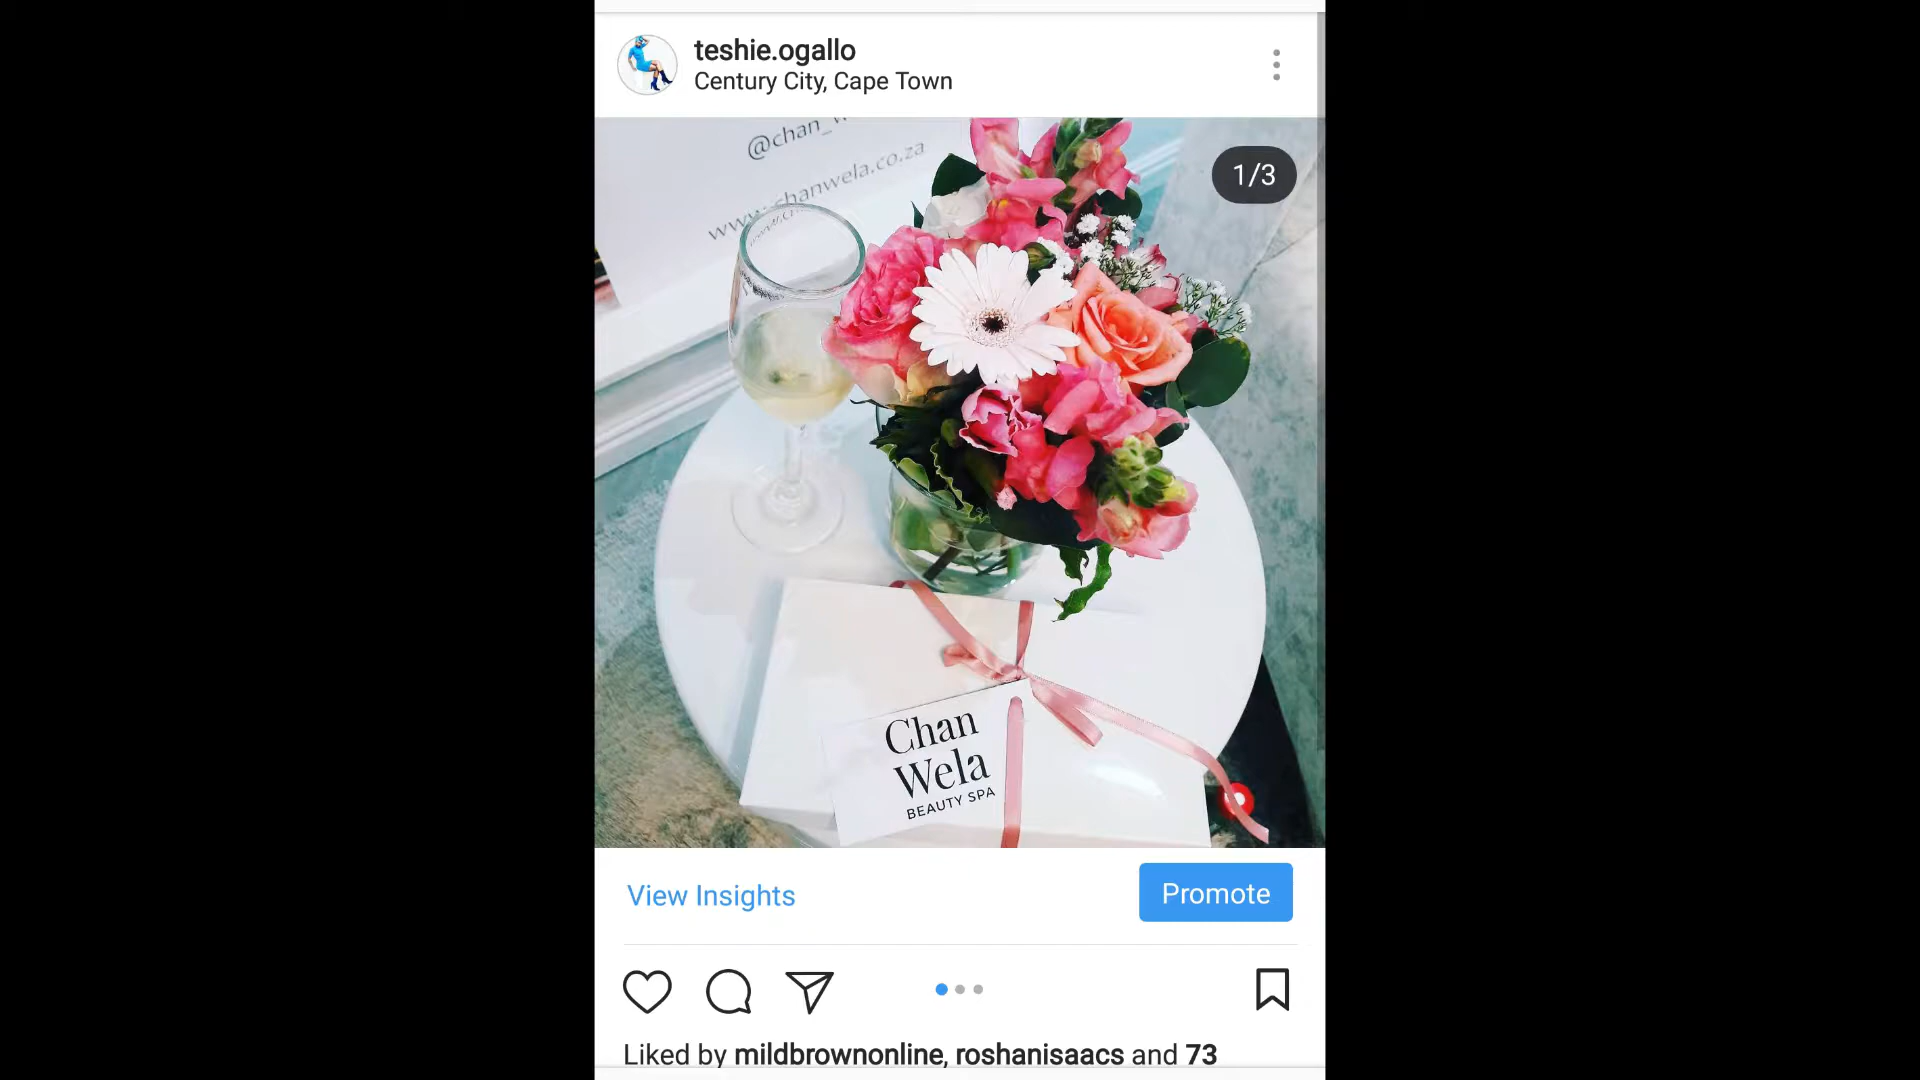 teshie.ogallo
Century City, Cape Town
@chan_
www.chanwela.co.za
1/3
Chan
Wela
BEAUTY SPA
View Insights
Promote
Liked by mildbrownonline, roshanisaacs and 73